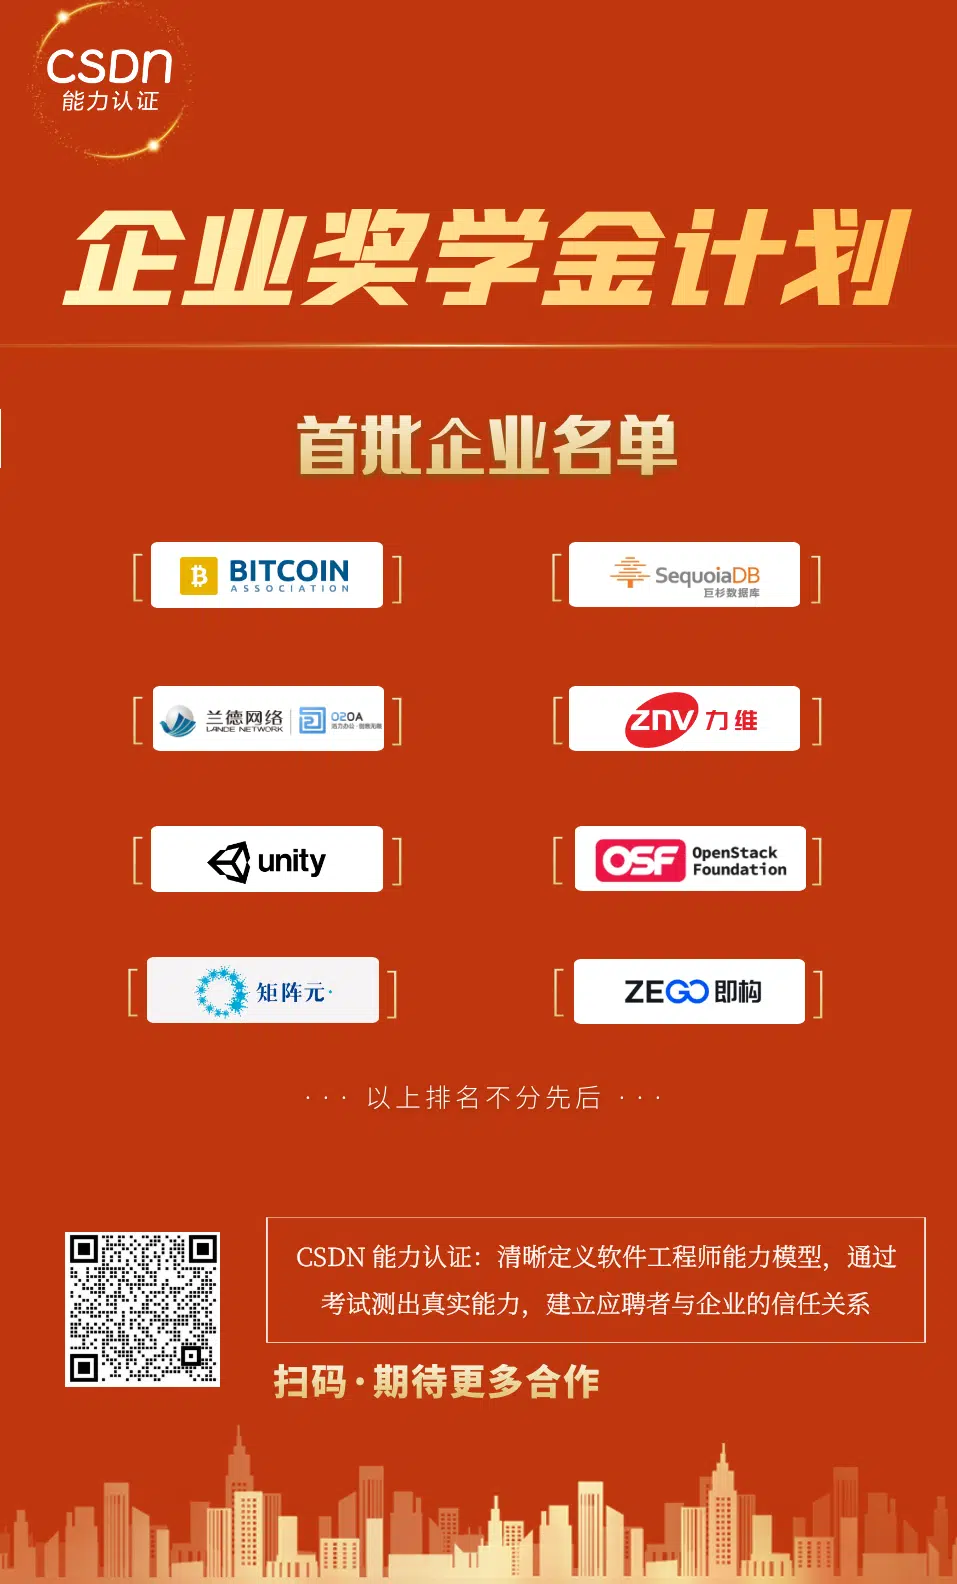 CSDN
能力认证
企业奖学金计划
首批企业名单
BITCOIN
ASSOCIATION
SequoiaDB
巨杉数据库
兰德网络
LANDE NETWORK
O2OA
znv 力维
unity
OSF OpenStack
Foundation
矩阵元
ZEGO 即构
··· 以上排名不分先后 ···
CSDN 能力认证：清晰定义软件工程师能力模型，通过
考试测出真实能力，建立应聘者与企业的信任关系
扫码·期待更多合作